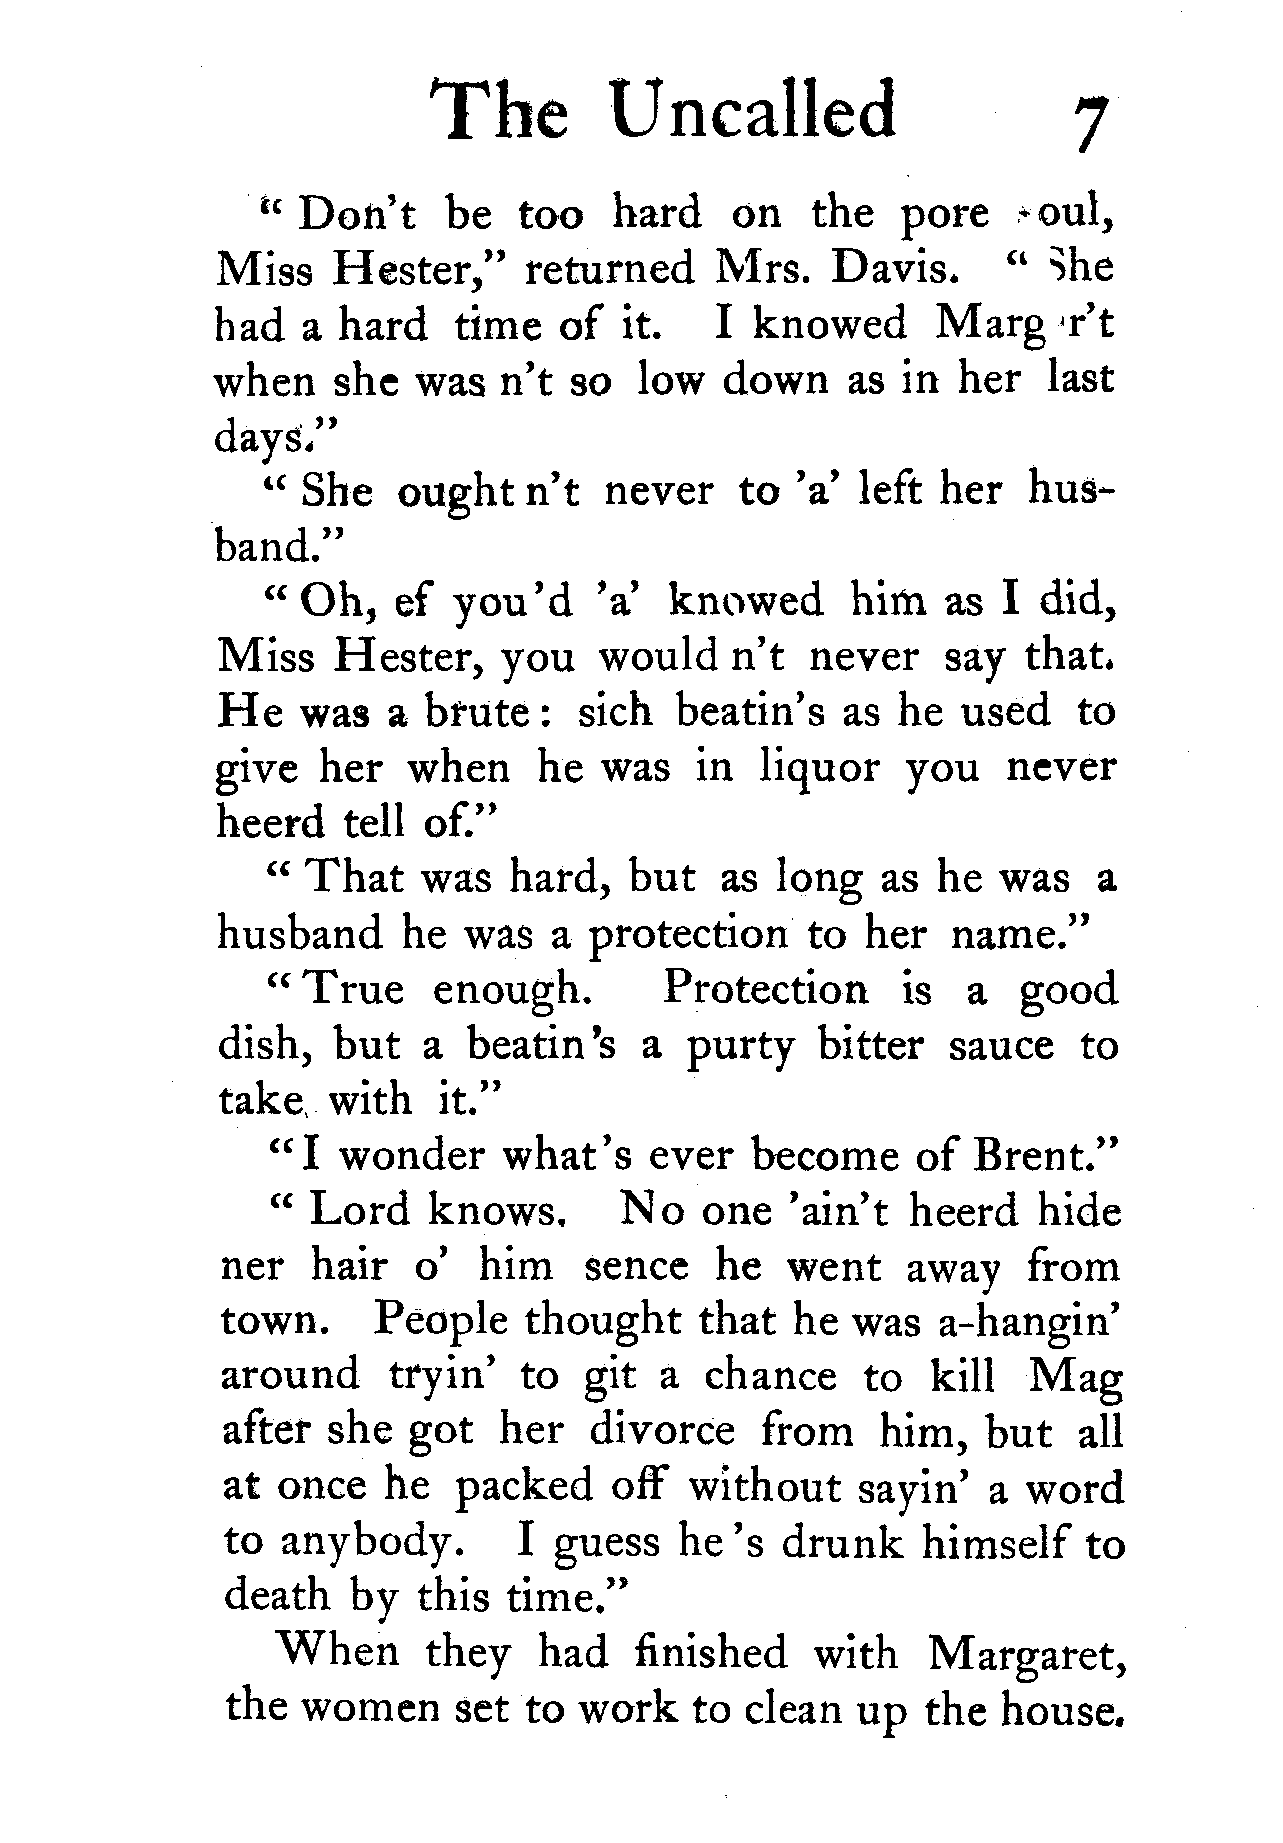 The Uncalled 7
“ Don’t be too hard on the pore soul,
Miss Hester,” returned Mrs. Davis. “ She
had a hard time of it. I knowed Marg'r’t
when she was n’t so low down as in her last
days.”
“ She ought n’t never to ’a’ left her hus-
band.”
“ Oh, ef you ’d ’a’ knowed him as I did,
Miss Hester, you would n’t never say that.
He was a brute : sich beatin’s as he used to
give her when he was in liquor you never
heerd tell of.”
“ That was hard, but as long as he was a
husband he was a protection to her name.”
“ True enough. Protection is a good
dish, but a beatin ’s a purty bitter sauce to
take with it.”
“ I wonder what ’s ever become of Brent.”
“ Lord knows. No one ’ain’t heerd hide
ner hair o’ him sence he went away from
town. People thought that he was a-hangin’
around tryin’ to git a chance to kill Mag
after she got her divorce from him, but all
at once he packed off without sayin’ a word
to anybody. I guess he ’s drunk himself to
death by this time.”
When they had finished with Margaret,
the women set to work to clean up the house.